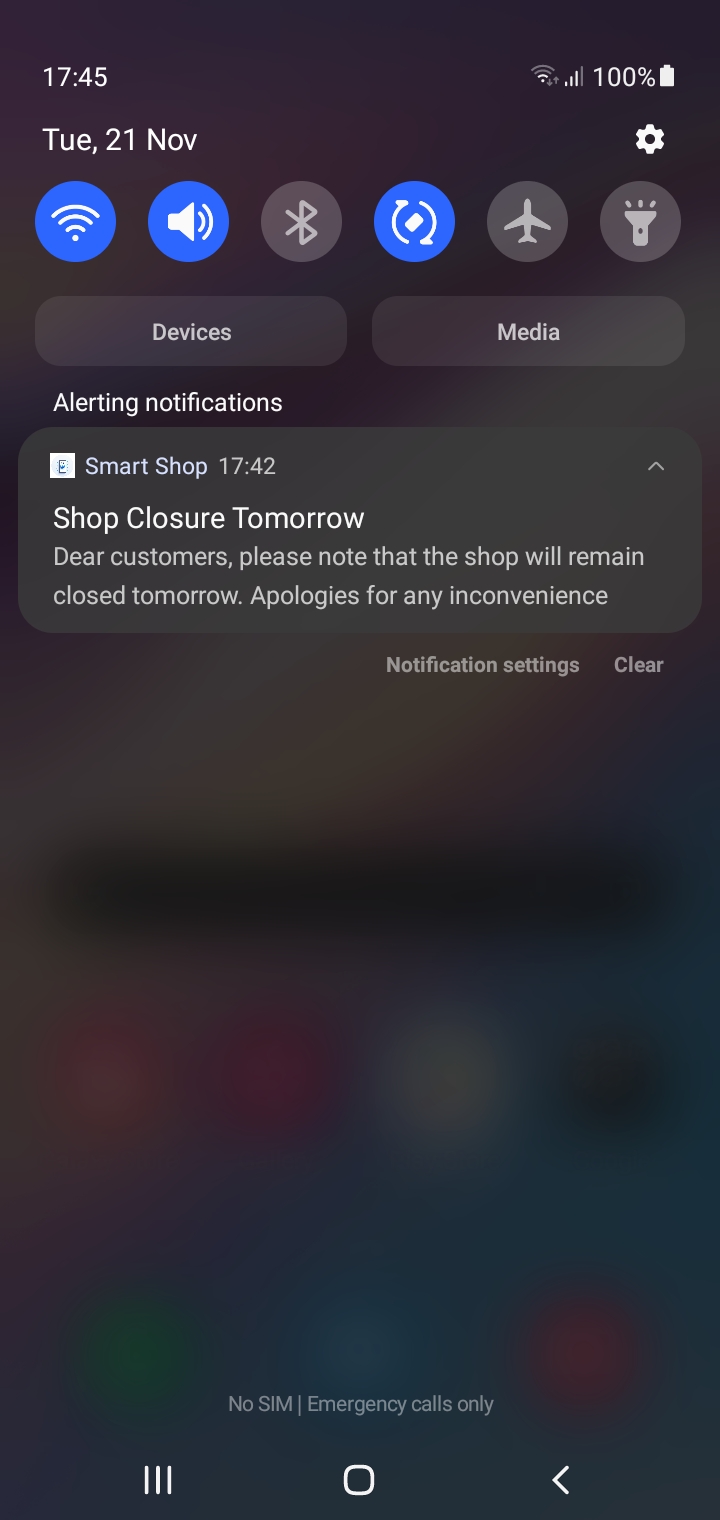 17:45 100%
Tue, 21 Nov
Devices Media
Alerting notifications
Smart Shop 17:42
Shop Closure Tomorrow
Dear customers, please note that the shop will remain
closed tomorrow. Apologies for any inconvenience
Notification settings Clear
No SIM | Emergency calls only